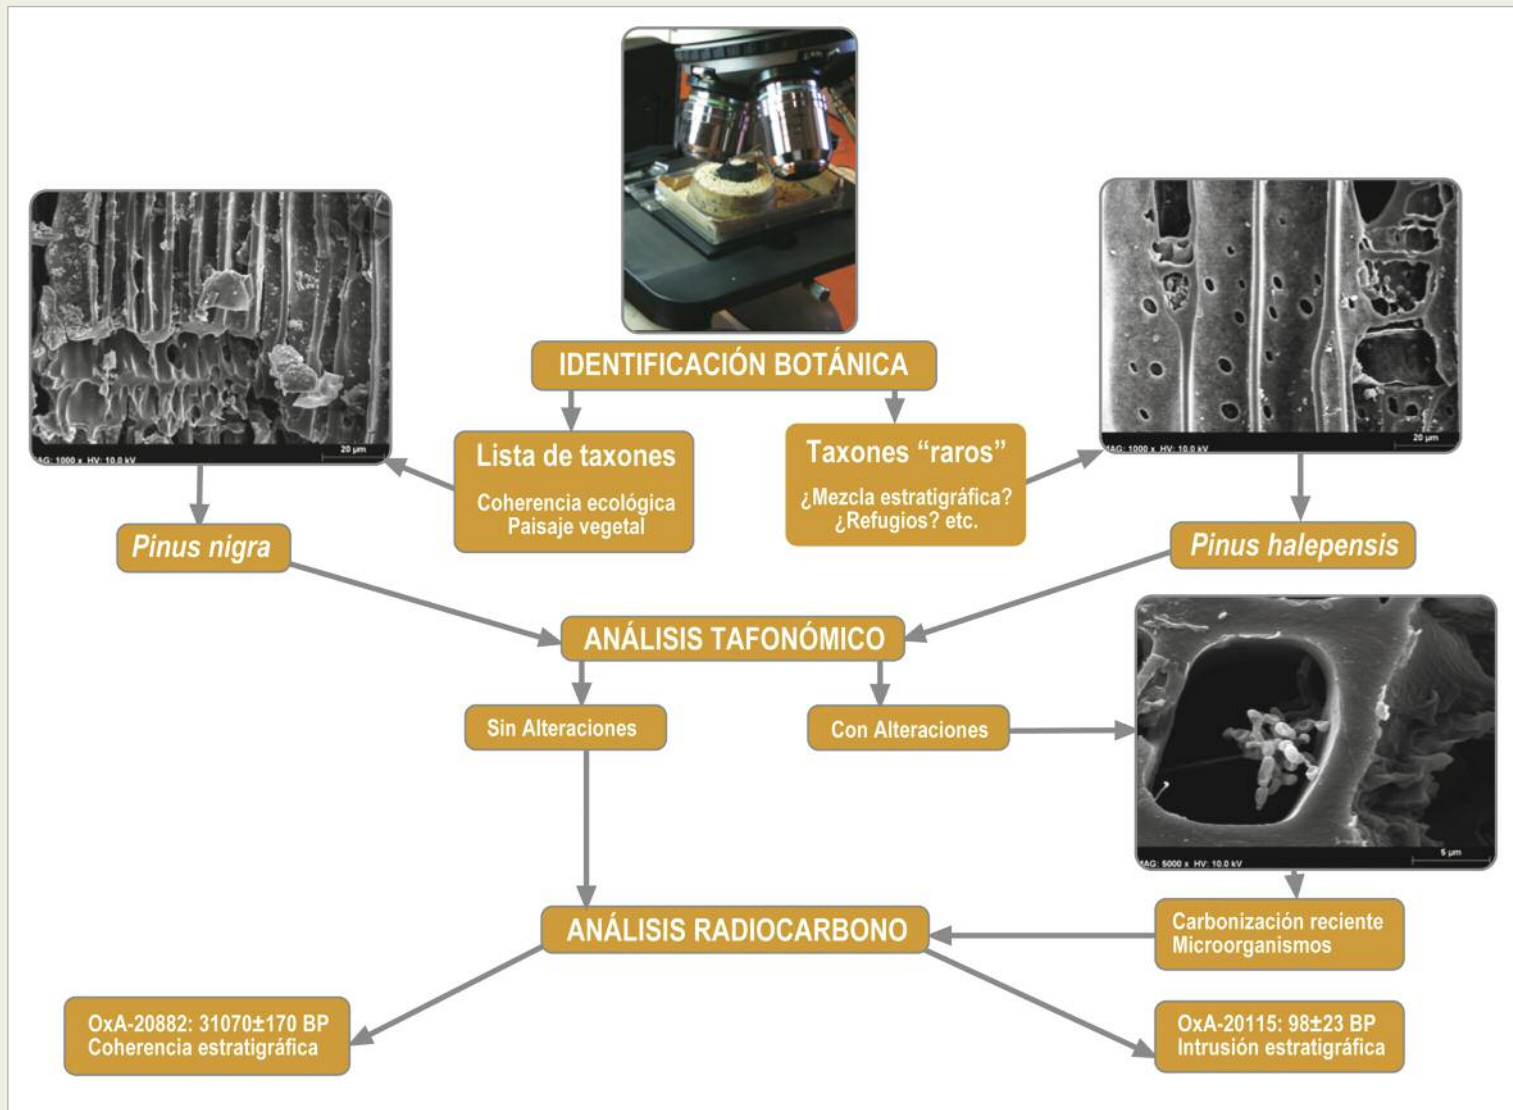 IDENTIFICACIÓN BOTÁNICA
Lista de taxones
Coherencia ecológica
Paisaje vegetal
Taxones “raros”
¿Mezcla estratigráfica?
¿Refugios? etc.
20 µm
MAG: 1000 x HV: 10.0 kV
20 µm
MAG: 1000 x HV: 10.0 kV
Pinus nigra
Pinus halepensis
ANÁLISIS TAFONÓMICO
Sin Alteraciones
Con Alteraciones
5 µm
MAG: 5000 x HV: 10.0 kV
Carbonización reciente
Microorganismos
ANÁLISIS RADIOCARBONO
OxA-20882: 31070±170 BP
Coherencia estratigráfica
OxA-20115: 98±23 BP
Intrusión estratigráfica